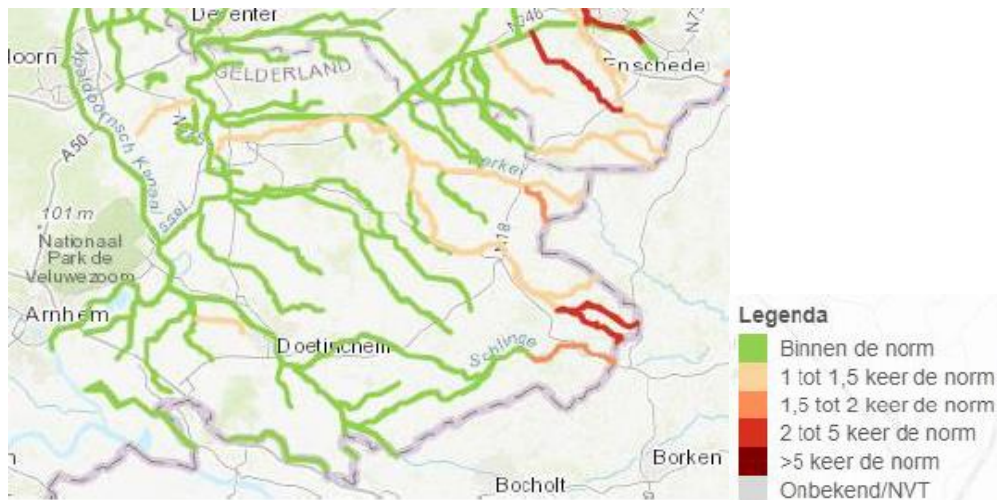 Deventer
N346
N73
loorn
Enschede
GELDERLAND
Apeldoornsch Kanaal
A50
Berkel
IJssel
101 m
N18
Nationaal
Park de
Veluwezoom
Arnhem
Doetinchem
Schlinge
Borken
Bocholt
Legenda
Binnen de norm
1 tot 1,5 keer de norm
1,5 tot 2 keer de norm
2 tot 5 keer de norm
>5 keer de norm
Onbekend/NVT